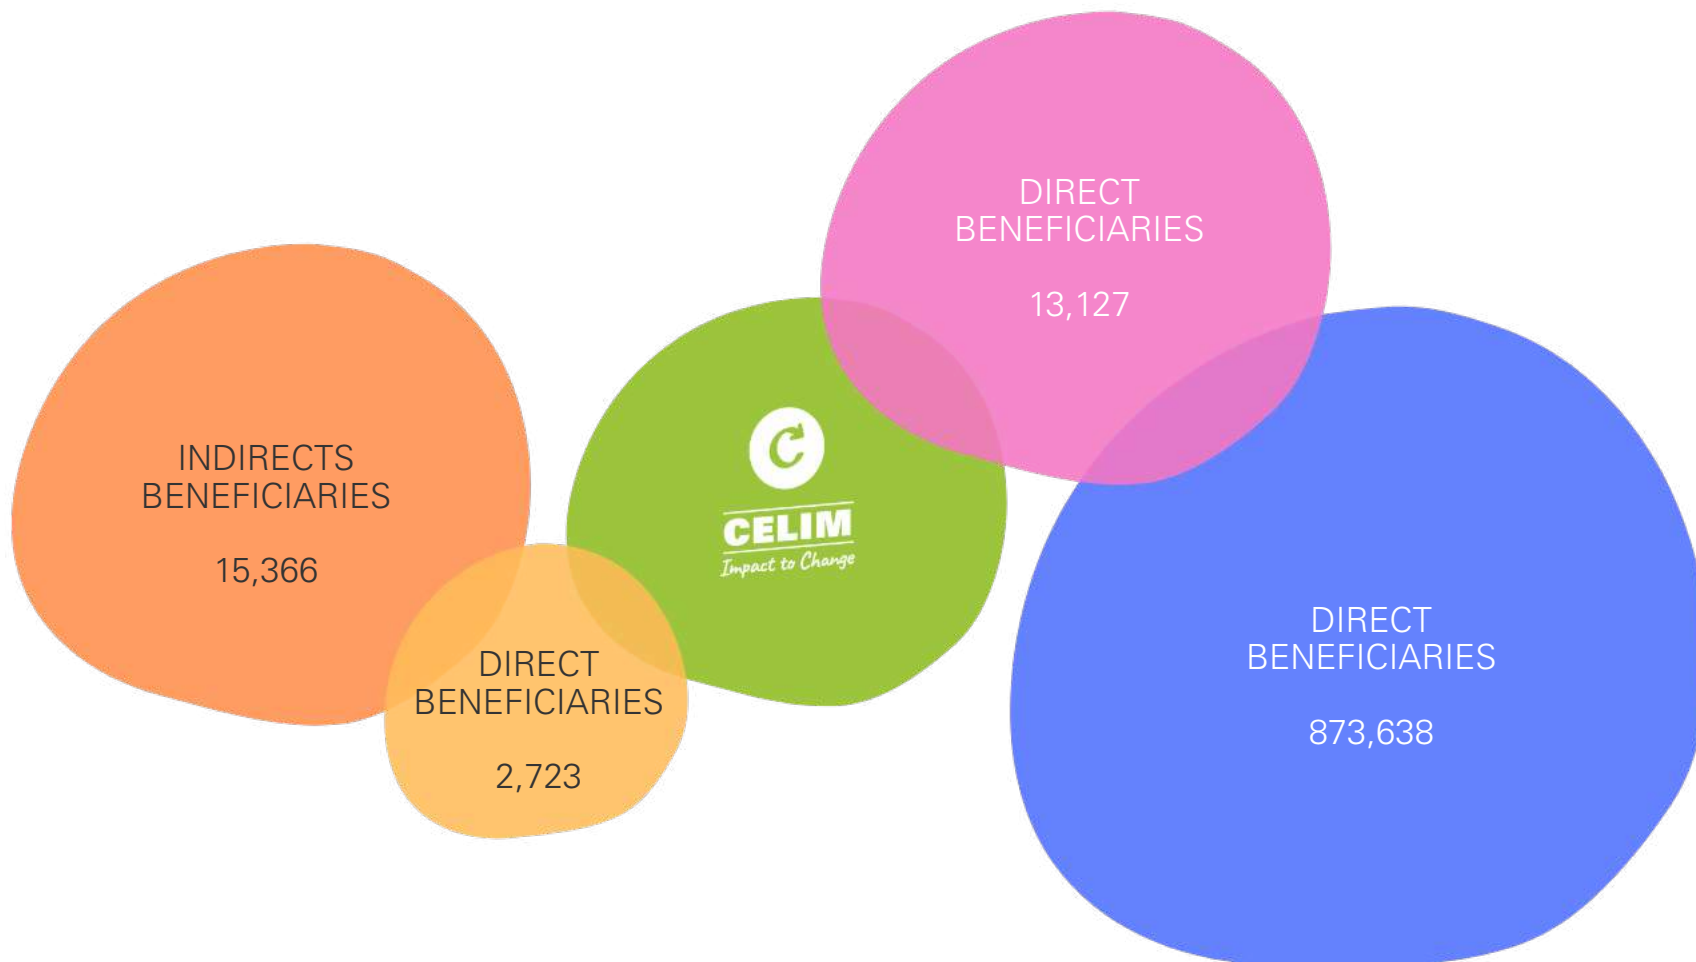 DIRECT
BENEFICIARIES
13,127
INDIRECTS
BENEFICIARIES
15,366
C
CELIM
Impact to Change
DIRECT
BENEFICIARIES
2,723
DIRECT
BENEFICIARIES
873,638